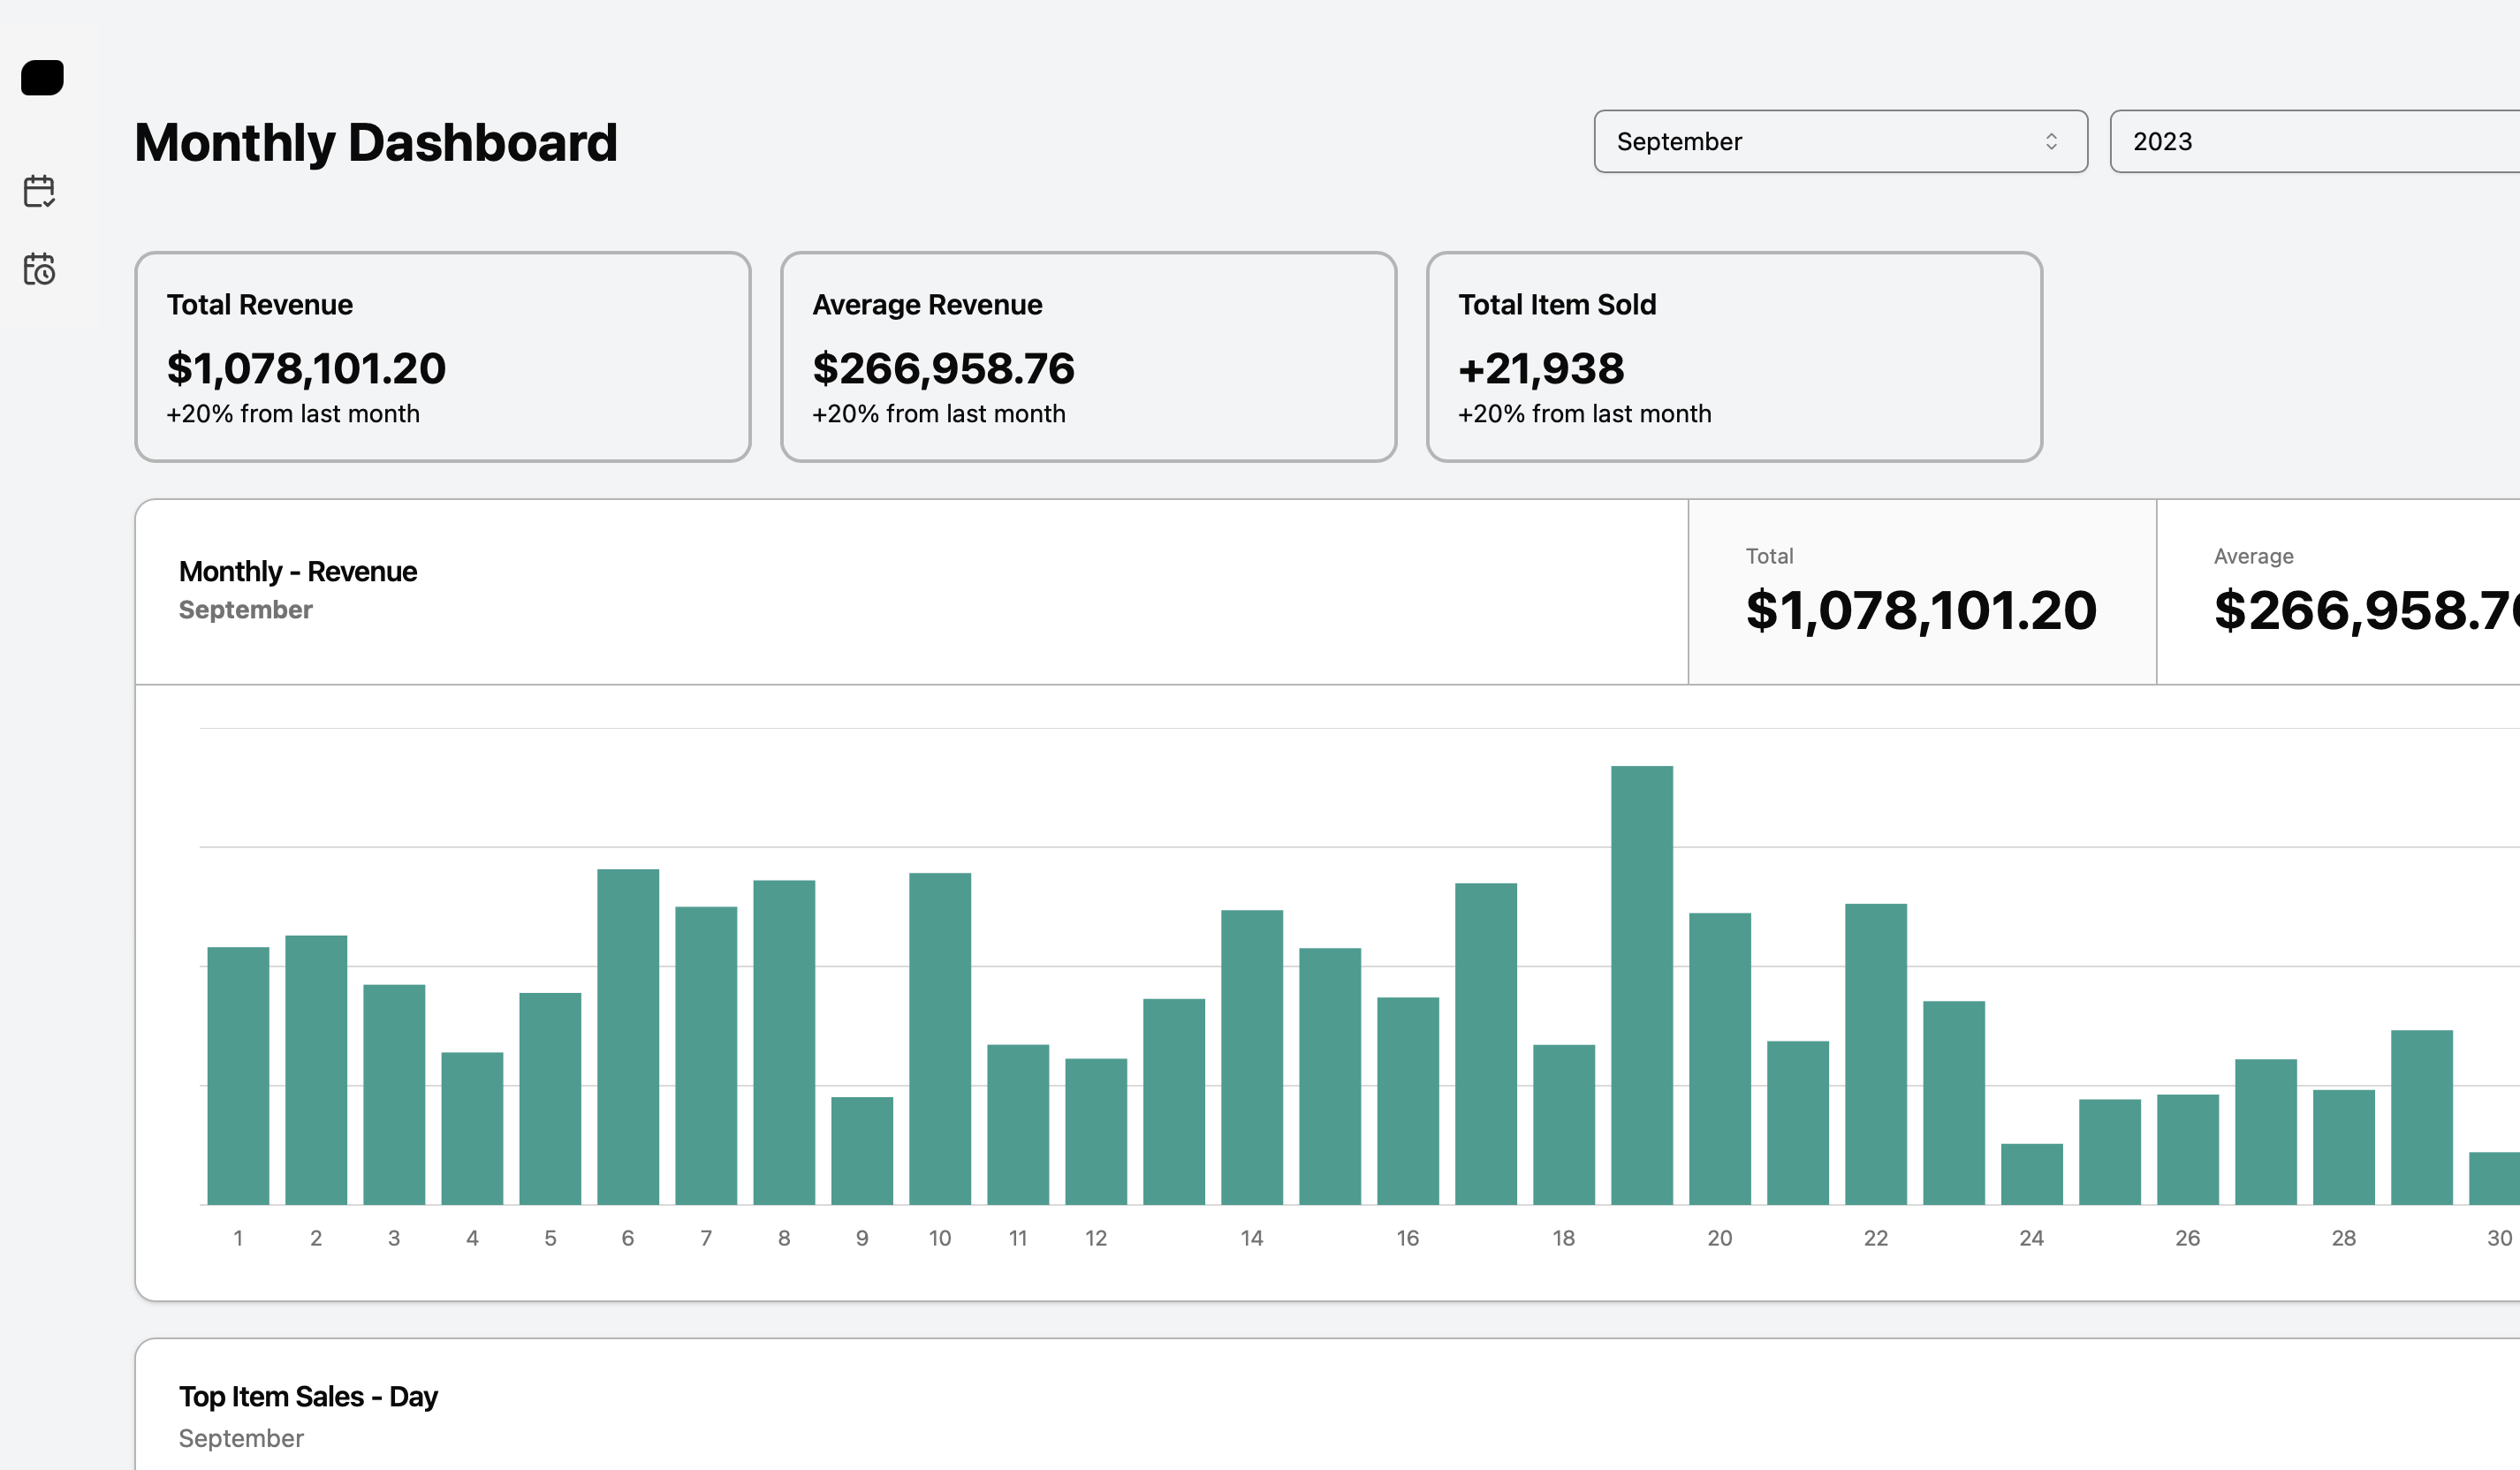 Monthly Dashboard
September
2023
Total Revenue
$1,078,101.20
+20% from last month
Average Revenue
$266,958.76
+20% from last month
Total Item Sold
+21,938
+20% from last month
Monthly - Revenue
September
Total
$1,078,101.20
Average
$266,958.76
1 2 3 4 5 6 7 8 9 10 11 12 14 16 18 20 22 24 26 28 30
Top Item Sales - Day
September